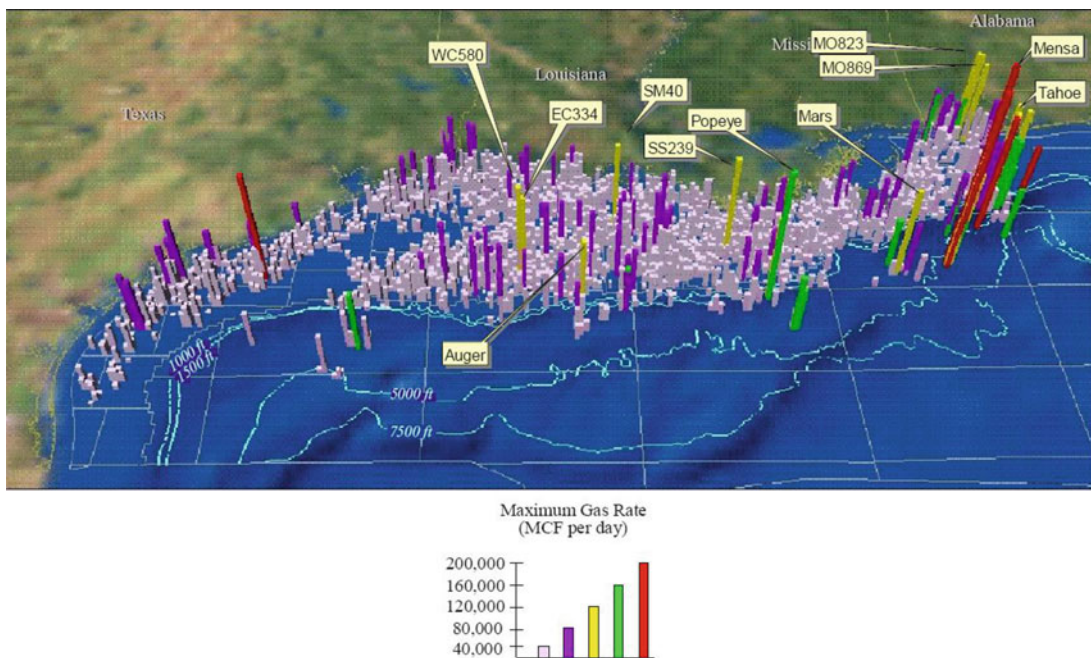 Alabama
Missi
MO823
WC580
MO869
Mensa
Louisiana
SM40
Tahoe
Texas
EC334
Popeye
Mars
SS239
1000 ft
1500 ft
Auger
5000 ft
7500 ft
Maximum Gas Rate
(MCF per day)
200,000
160,000
120,000
80,000
40,000